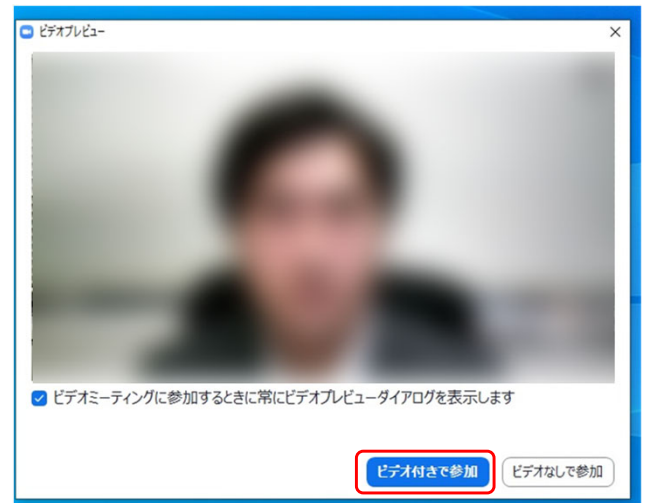 ビデオプレビュー
ビデオミーティングに参加するときに常にビデオプレビューダイアログを表示します
ビデオ付きで参加 ビデオなしで参加